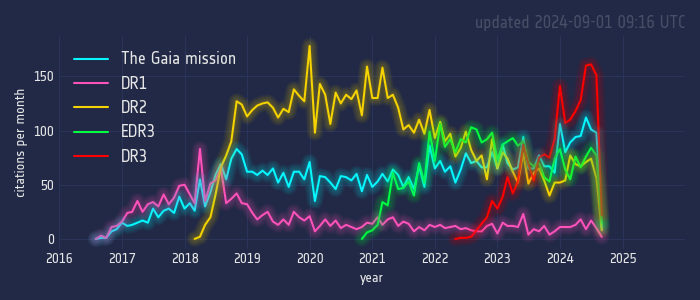 updated 2024-09-01 09:16 UTC
The Gaia mission
DR1
DR2
EDR3
DR3
citations per month
150
100
50
0
2016 2017 2018 2019 2020 2021 2022 2023 2024 2025
year